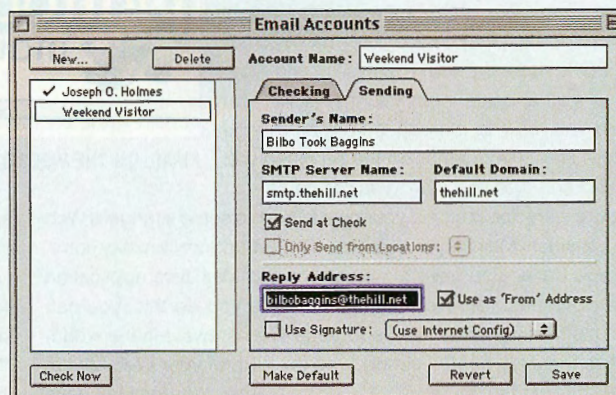 Email Accounts
New...
Delete
✓ Joseph O. Holmes
Weekend Visitor
Account Name: Weekend Visitor
Checking
Sending
Sender's Name:
Bilbo Took Baggins
SMTP Server Name:
Default Domain:
smtp.thehill.net
thehill.net
Send at Check
Only Send from Locations:
Reply Address:
bilbobaggins@thehill.net
Use as 'From' Address
Use Signature: (use Internet Config)
Check Now
Make Default
Revert
Save